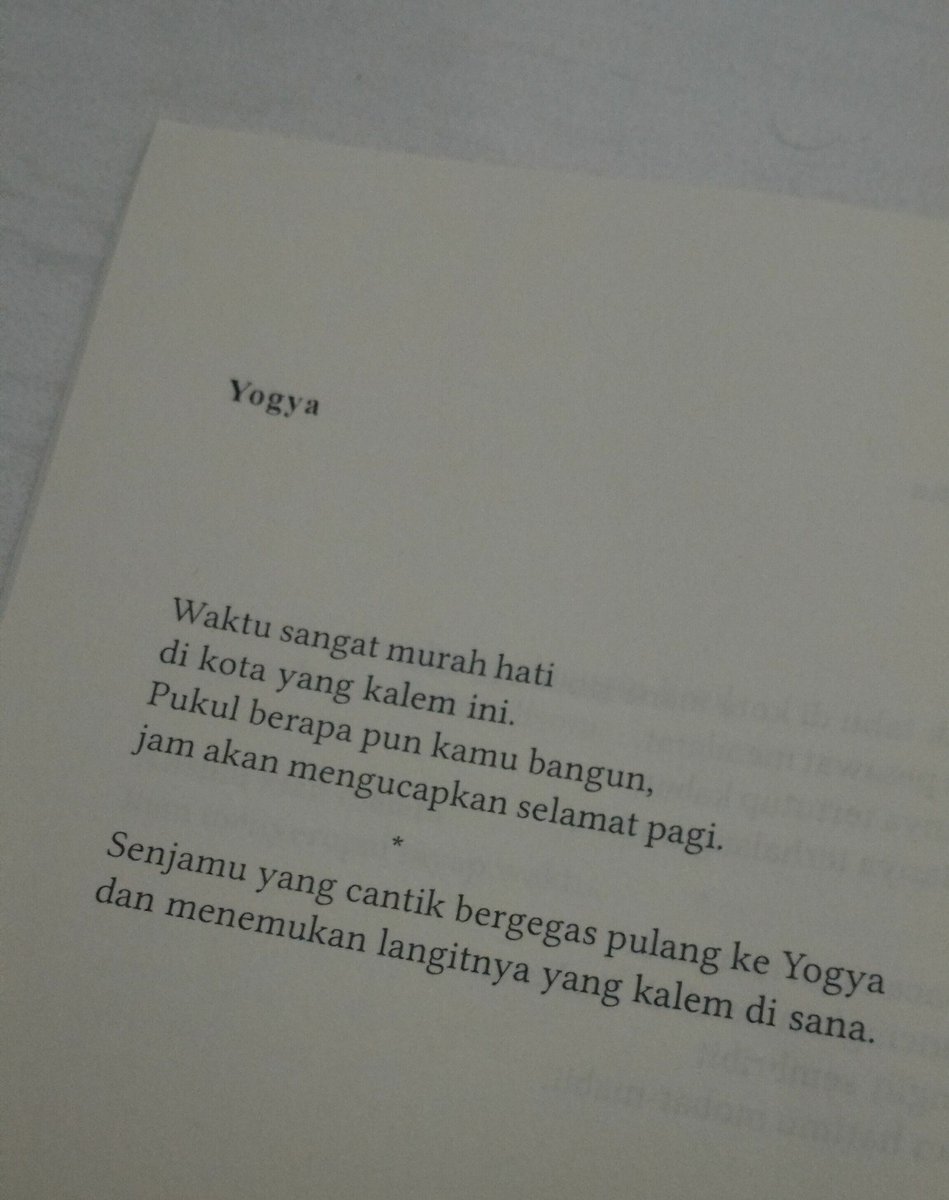 Yogya
Waktu sangat murah hati
di kota yang kalem ini.
Pukul berapa pun kamu bangun,
jam akan mengucapkan selamat pagi.
*
Senjamu yang cantik bergegas pulang ke Yogya
dan menemukan langitnya yang kalem di sana.